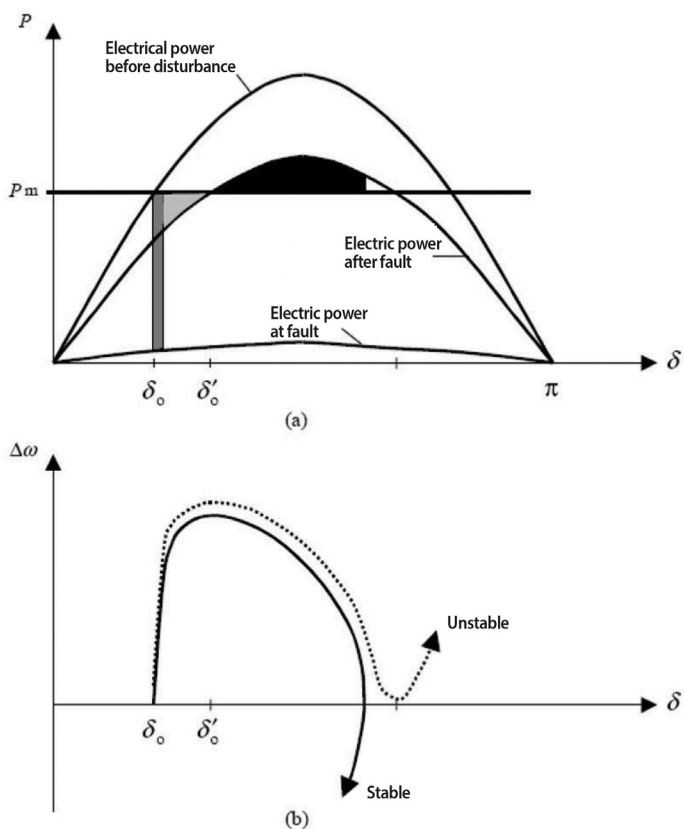 P
Electrical power
before disturbance
Pm
Electric power
after fault
Electric power
at fault
δ
δₒ
δ′ₒ
π
(a)
Δω
Unstable
δ
δₒ
δ′ₒ
Stable
(b)